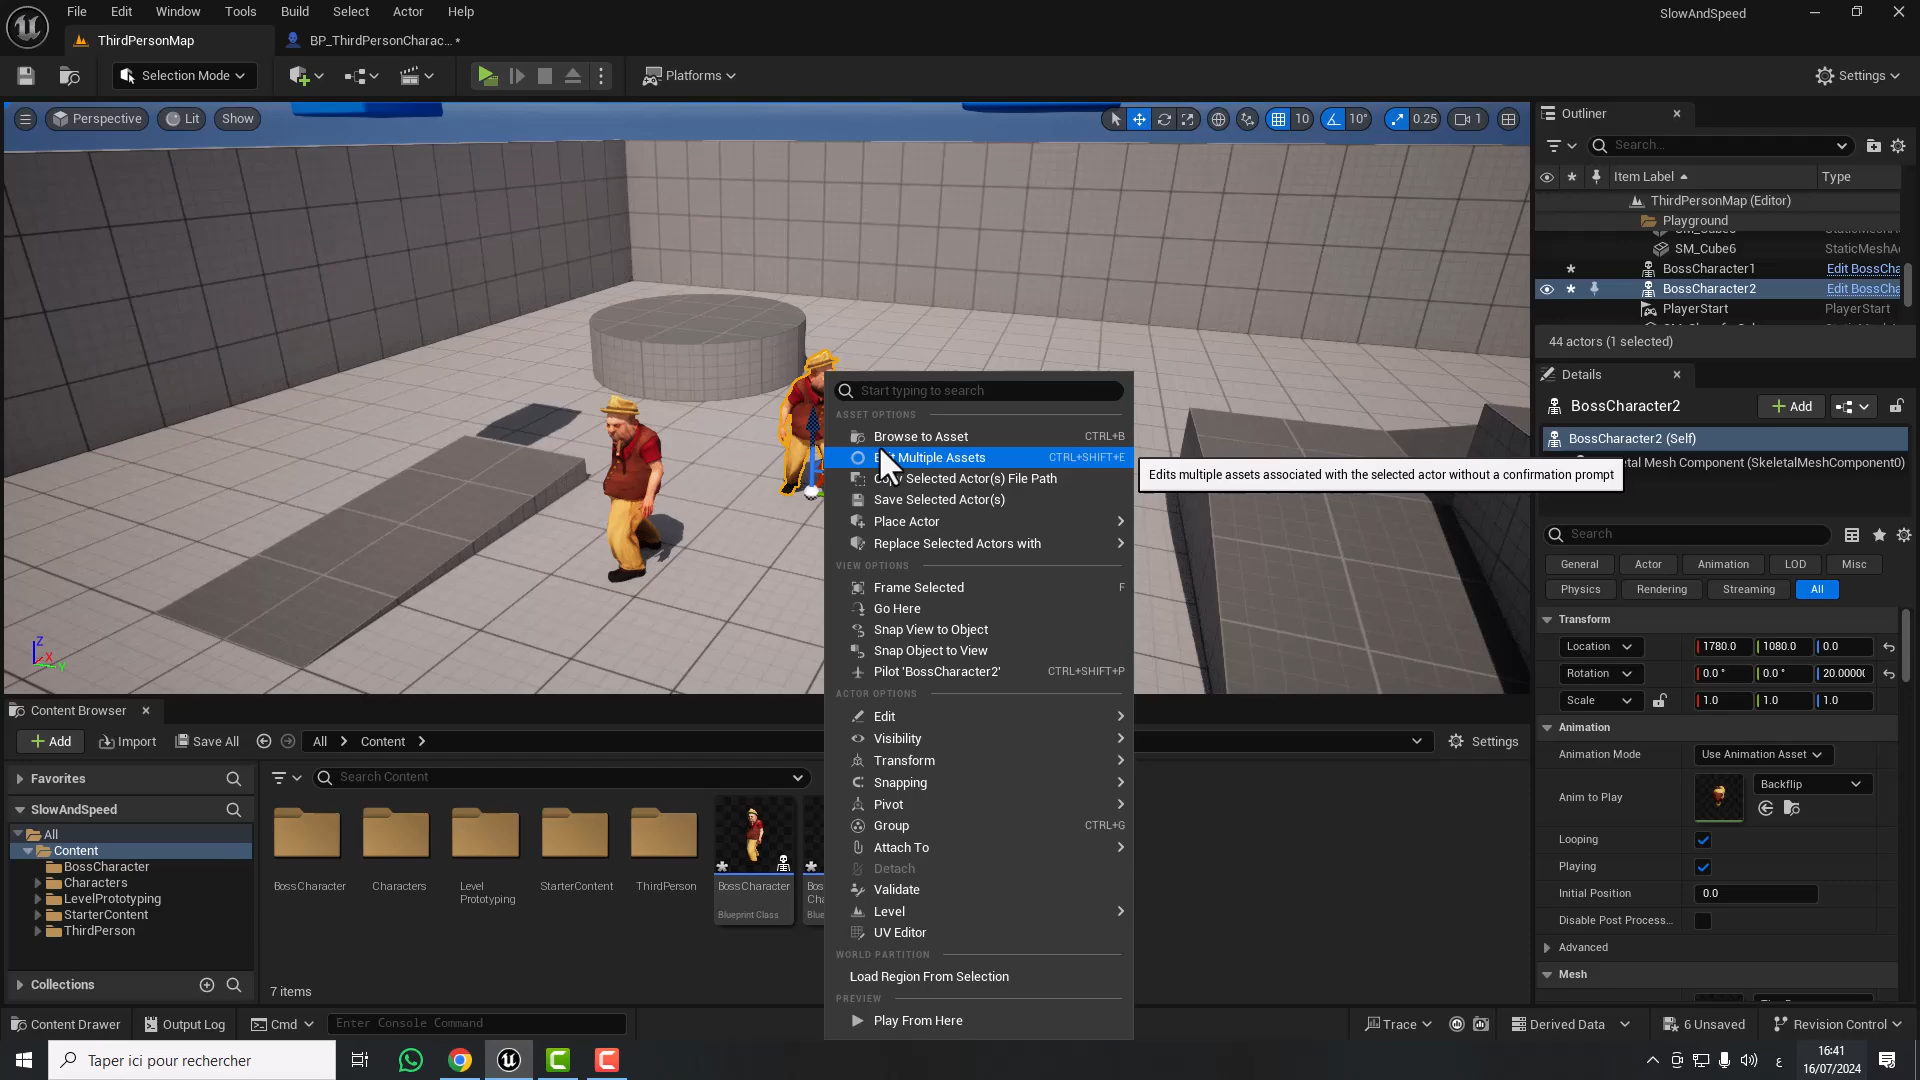 File Edit Window Tools Build Select Actor Help
SlowAndSpeed
ThirdPersonMap
BP_ThirdPersonCharac... *
Selection Mode
Platforms
Settings
Perspective Lit Show
10 10° 0.25 1
Outliner
Search...
Item Label Type
ThirdPersonMap (Editor)
Playground
SM_Cube6 StaticMeshAc
BossCharacter1 Edit BossCha
BossCharacter2 Edit BossCha
PlayerStart PlayerStart
44 actors (1 selected)
Details
BossCharacter2
Add
BossCharacter2 (Self)
etal Mesh Component (SkeletalMeshComponent0)
Search
General Actor Animation LOD Misc
Physics Rendering Streaming All
Transform
Location 1780.0 1080.0 0.0
Rotation 0.0 ° 0.0 ° 20.0000(
Scale 1.0 1.0 1.0
Animation
Animation Mode Use Animation Asset
Anim to Play Backflip
Looping
Playing
Initial Position 0.0
Disable Post Process...
Advanced
Mesh
Start typing to search
ASSET OPTIONS
Browse to Asset CTRL+B
Multiple Assets CTRL+SHIFT+E
Edits multiple assets associated with the selected actor without a confirmation prompt
Selected Actor(s) File Path
Save Selected Actor(s)
Place Actor
Replace Selected Actors with
VIEW OPTIONS
Frame Selected F
Go Here
Snap View to Object
Snap Object to View
Pilot 'BossCharacter2' CTRL+SHIFT+P
ACTOR OPTIONS
Edit
Visibility
Transform
Snapping
Pivot
Group CTRL+G
Attach To
Detach
Validate
Level
UV Editor
WORLD PARTITION
Load Region From Selection
PREVIEW
Play From Here
Z
X
Y
Content Browser
Add Import Save All All Content Settings
Favorites
Search Content
SlowAndSpeed
All
Content
BossCharacter
Characters
LevelPrototyping
StarterContent
ThirdPerson
Collections
BossCharacter
Characters
Level
Prototyping
StarterContent
ThirdPerson
BossCharacter
Blueprint Class
Bos
Cha
Bluep
7 items
Content Drawer Output Log Cmd Enter Console Command
Trace Derived Data 6 Unsaved Revision Control
Taper ici pour rechercher
ع
16:41
16/07/2024